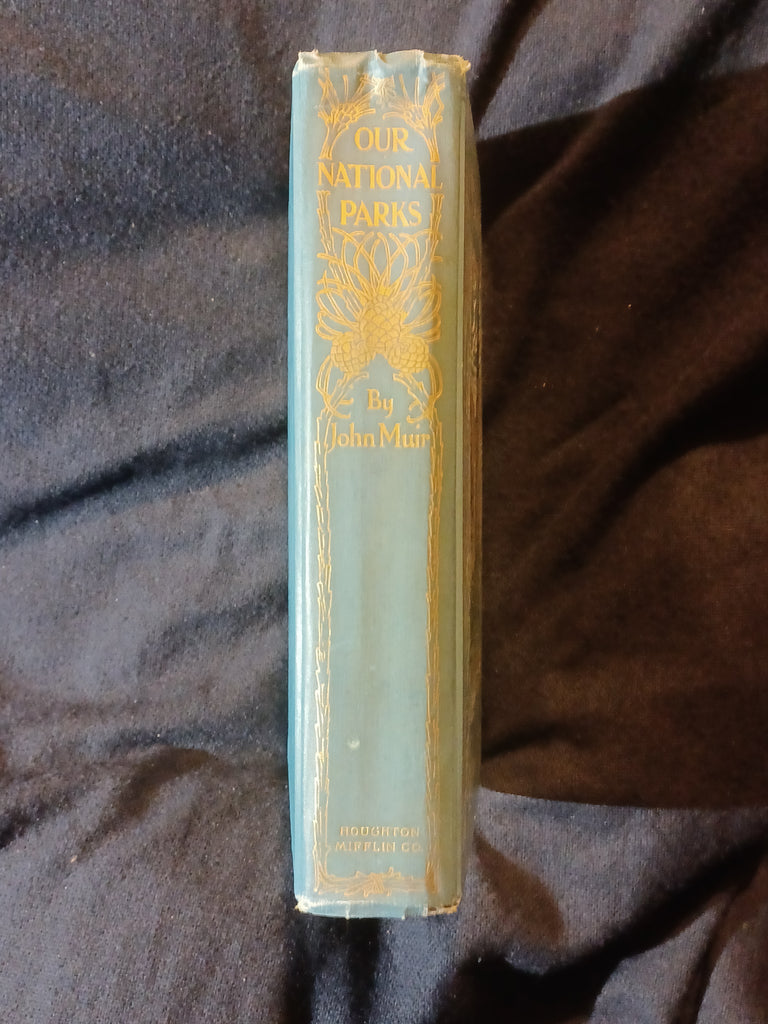 OUR
NATIONAL
PARKS
By
John Muir
HOUGHTON
MIFFLIN CO.